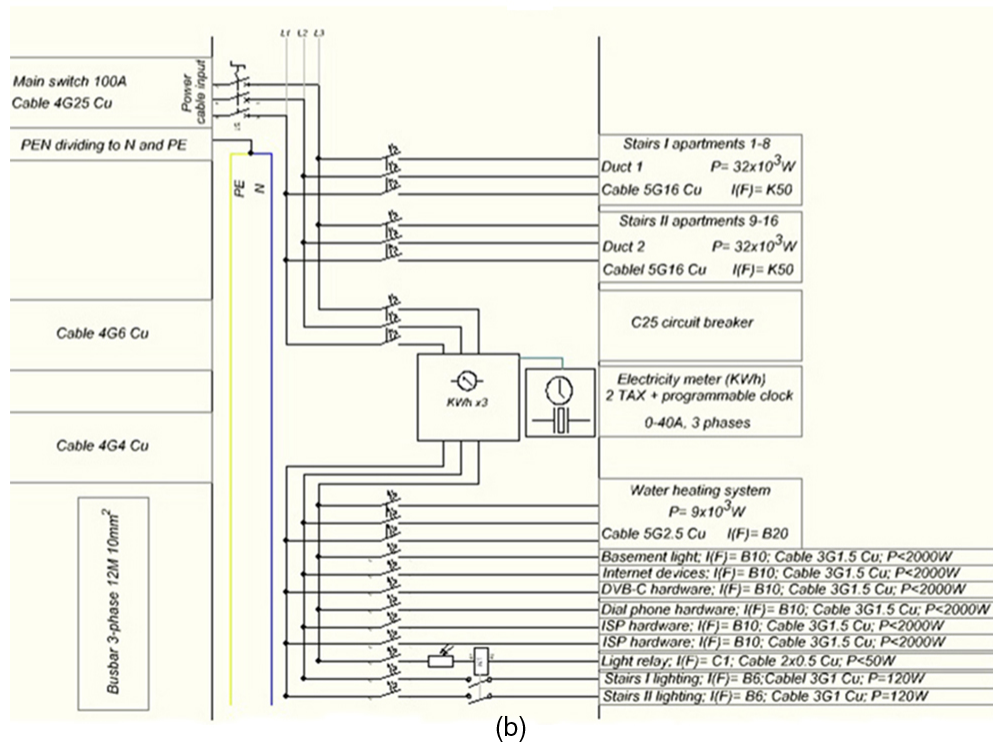 L1 L2 L3
Main switch 100A
Cable 4G25 Cu
Power
cable input
PEN dividing to N and PE
PE
N
Stairs I apartments 1-8
Duct 1 P= 32x10³W
Cable 5G16 Cu I(F)= K50
Stairs II apartments 9-16
Duct 2 P= 32x10³W
Cablel 5G16 Cu I(F)= K50
Cable 4G6 Cu
C25 circuit breaker
KWh x3
Electricity meter (KWh)
2 TAX + programmable clock
0-40A, 3 phases
Cable 4G4 Cu
Busbar 3-phase 12M 10mm²
Water heating system
P= 9x10³W
Cable 5G2.5 Cu I(F)= B20
Basement light; I(F)= B10; Cable 3G1.5 Cu; P<2000W
Internet devices; I(F)= B10; Cable 3G1.5 Cu; P<2000W
DVB-C hardware; I(F)= B10; Cable 3G1.5 Cu; P<2000W
Dial phone hardware; I(F)= B10; Cable 3G1.5 Cu; P<2000W
ISP hardware; I(F)= B10; Cable 3G1.5 Cu; P<2000W
ISP hardware; I(F)= B10; Cable 3G1.5 Cu; P<2000W
Light relay; I(F)= C1; Cable 2x0.5 Cu; P<50W
Stairs I lighting; I(F)= B6;Cablel 3G1 Cu; P=120W
Stairs II lighting; I(F)= B6; Cable 3G1 Cu; P=120W
(b)